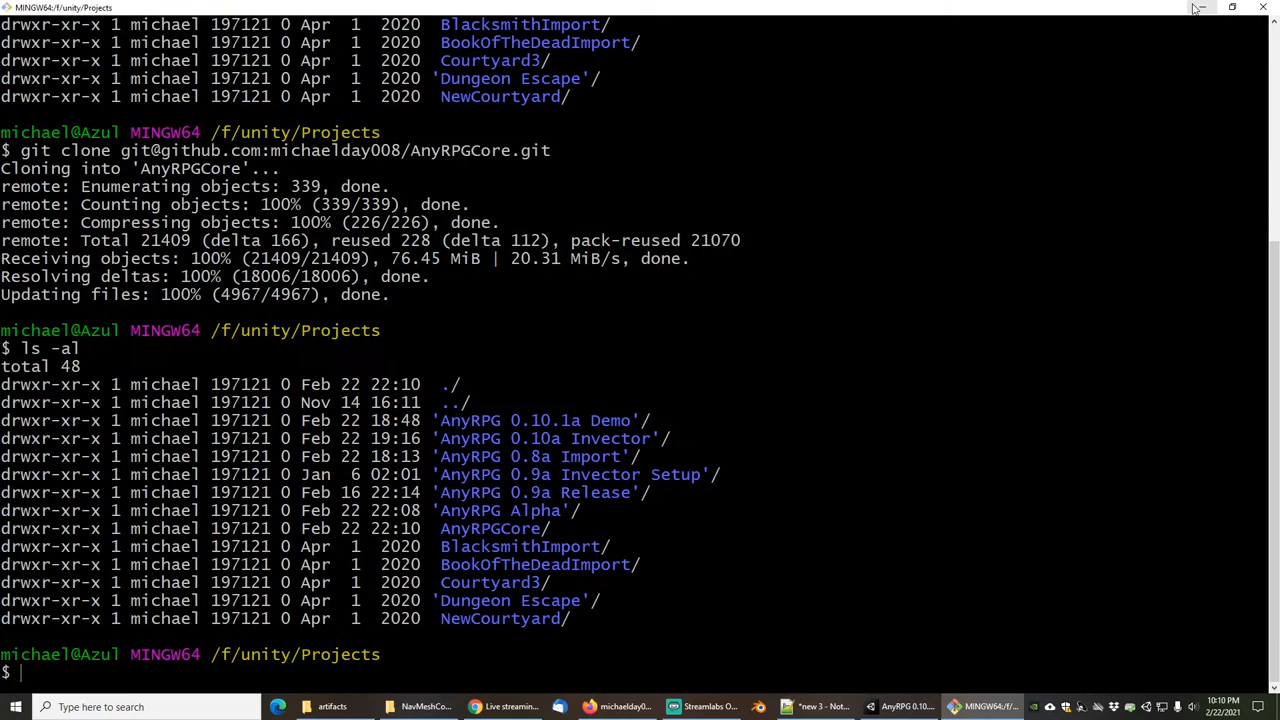 MINGW64:/f/unity/Projects
drwxr-xr-x 1 michael 197121 0 Apr  1  2020  BlacksmithImport/
drwxr-xr-x 1 michael 197121 0 Apr  1  2020  BookOfTheDeadImport/
drwxr-xr-x 1 michael 197121 0 Apr  1  2020  Courtyard3/
drwxr-xr-x 1 michael 197121 0 Apr  1  2020 'Dungeon Escape'/
drwxr-xr-x 1 michael 197121 0 Apr  1  2020  NewCourtyard/
michael@Azul MINGW64 /f/unity/Projects
$ git clone git@github.com:michaelday008/AnyRPGCore.git
Cloning into 'AnyRPGCore'...
remote: Enumerating objects: 339, done.
remote: Counting objects: 100% (339/339), done.
remote: Compressing objects: 100% (226/226), done.
remote: Total 21409 (delta 166), reused 228 (delta 112), pack-reused 21070
Receiving objects: 100% (21409/21409), 76.45 MiB | 20.31 MiB/s, done.
Resolving deltas: 100% (18006/18006), done.
Updating files: 100% (4967/4967), done.
michael@Azul MINGW64 /f/unity/Projects
$ ls -al
total 48
drwxr-xr-x 1 michael 197121 0 Feb 22 22:10  ./
drwxr-xr-x 1 michael 197121 0 Nov 14 16:11  ../
drwxr-xr-x 1 michael 197121 0 Feb 22 18:48 'AnyRPG 0.10.1a Demo'/
drwxr-xr-x 1 michael 197121 0 Feb 22 19:16 'AnyRPG 0.10a Invector'/
drwxr-xr-x 1 michael 197121 0 Feb 22 18:13 'AnyRPG 0.8a Import'/
drwxr-xr-x 1 michael 197121 0 Jan  6 02:01 'AnyRPG 0.9a Invector Setup'/
drwxr-xr-x 1 michael 197121 0 Feb 16 22:14 'AnyRPG 0.9a Release'/
drwxr-xr-x 1 michael 197121 0 Feb 22 22:08 'AnyRPG Alpha'/
drwxr-xr-x 1 michael 197121 0 Feb 22 22:10  AnyRPGCore/
drwxr-xr-x 1 michael 197121 0 Apr  1  2020  BlacksmithImport/
drwxr-xr-x 1 michael 197121 0 Apr  1  2020  BookOfTheDeadImport/
drwxr-xr-x 1 michael 197121 0 Apr  1  2020  Courtyard3/
drwxr-xr-x 1 michael 197121 0 Apr  1  2020 'Dungeon Escape'/
drwxr-xr-x 1 michael 197121 0 Apr  1  2020  NewCourtyard/
michael@Azul MINGW64 /f/unity/Projects
$
Type here to search artifacts NavMeshCo... Live streamin... michaelday0... Streamlabs O... *new 3 - Not... AnyRPG 0.10.... MINGW64:/f/... 10:10 PM
2/22/2021